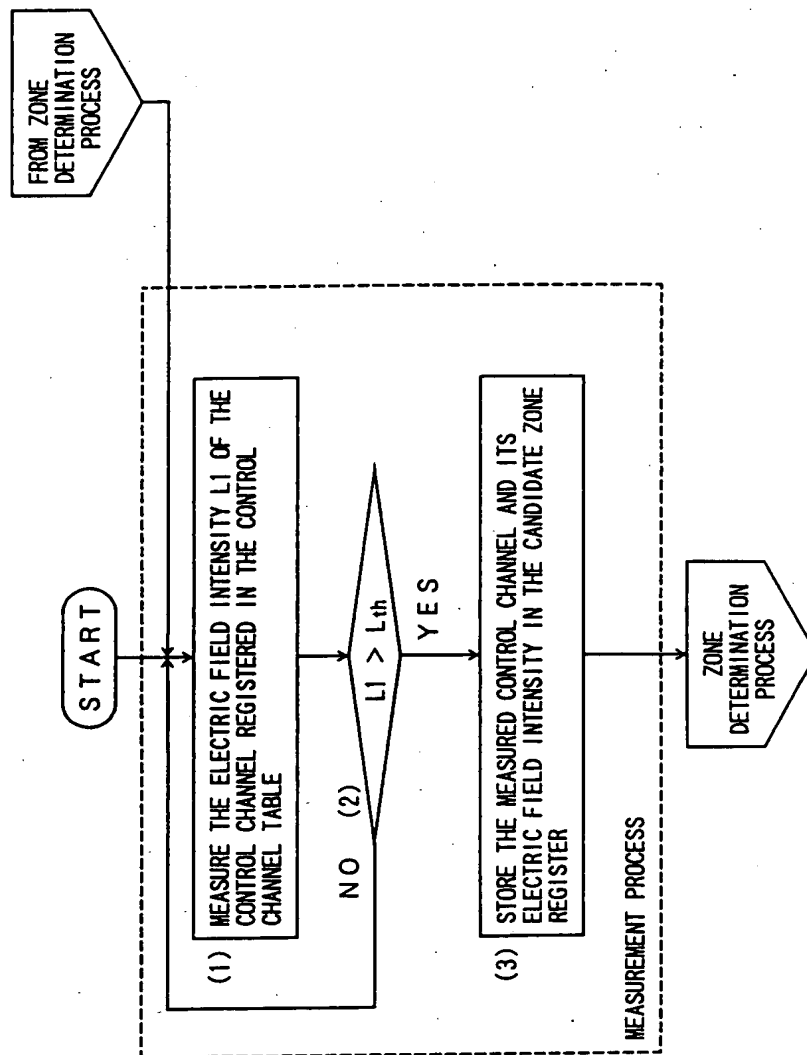 START
FROM ZONE
DETERMINATION
PROCESS
(1)
MEASURE THE ELECTRIC FIELD INTENSITY L1 OF THE
CONTROL CHANNEL REGISTERED IN THE CONTROL
CHANNEL TABLE
NO
(2)
L1 > Lth
YES
(3)
STORE THE MEASURED CONTROL CHANNEL AND ITS
ELECTRIC FIELD INTENSITY IN THE CANDIDATE ZONE
REGISTER
MEASUREMENT PROCESS
ZONE
DETERMINATION
PROCESS